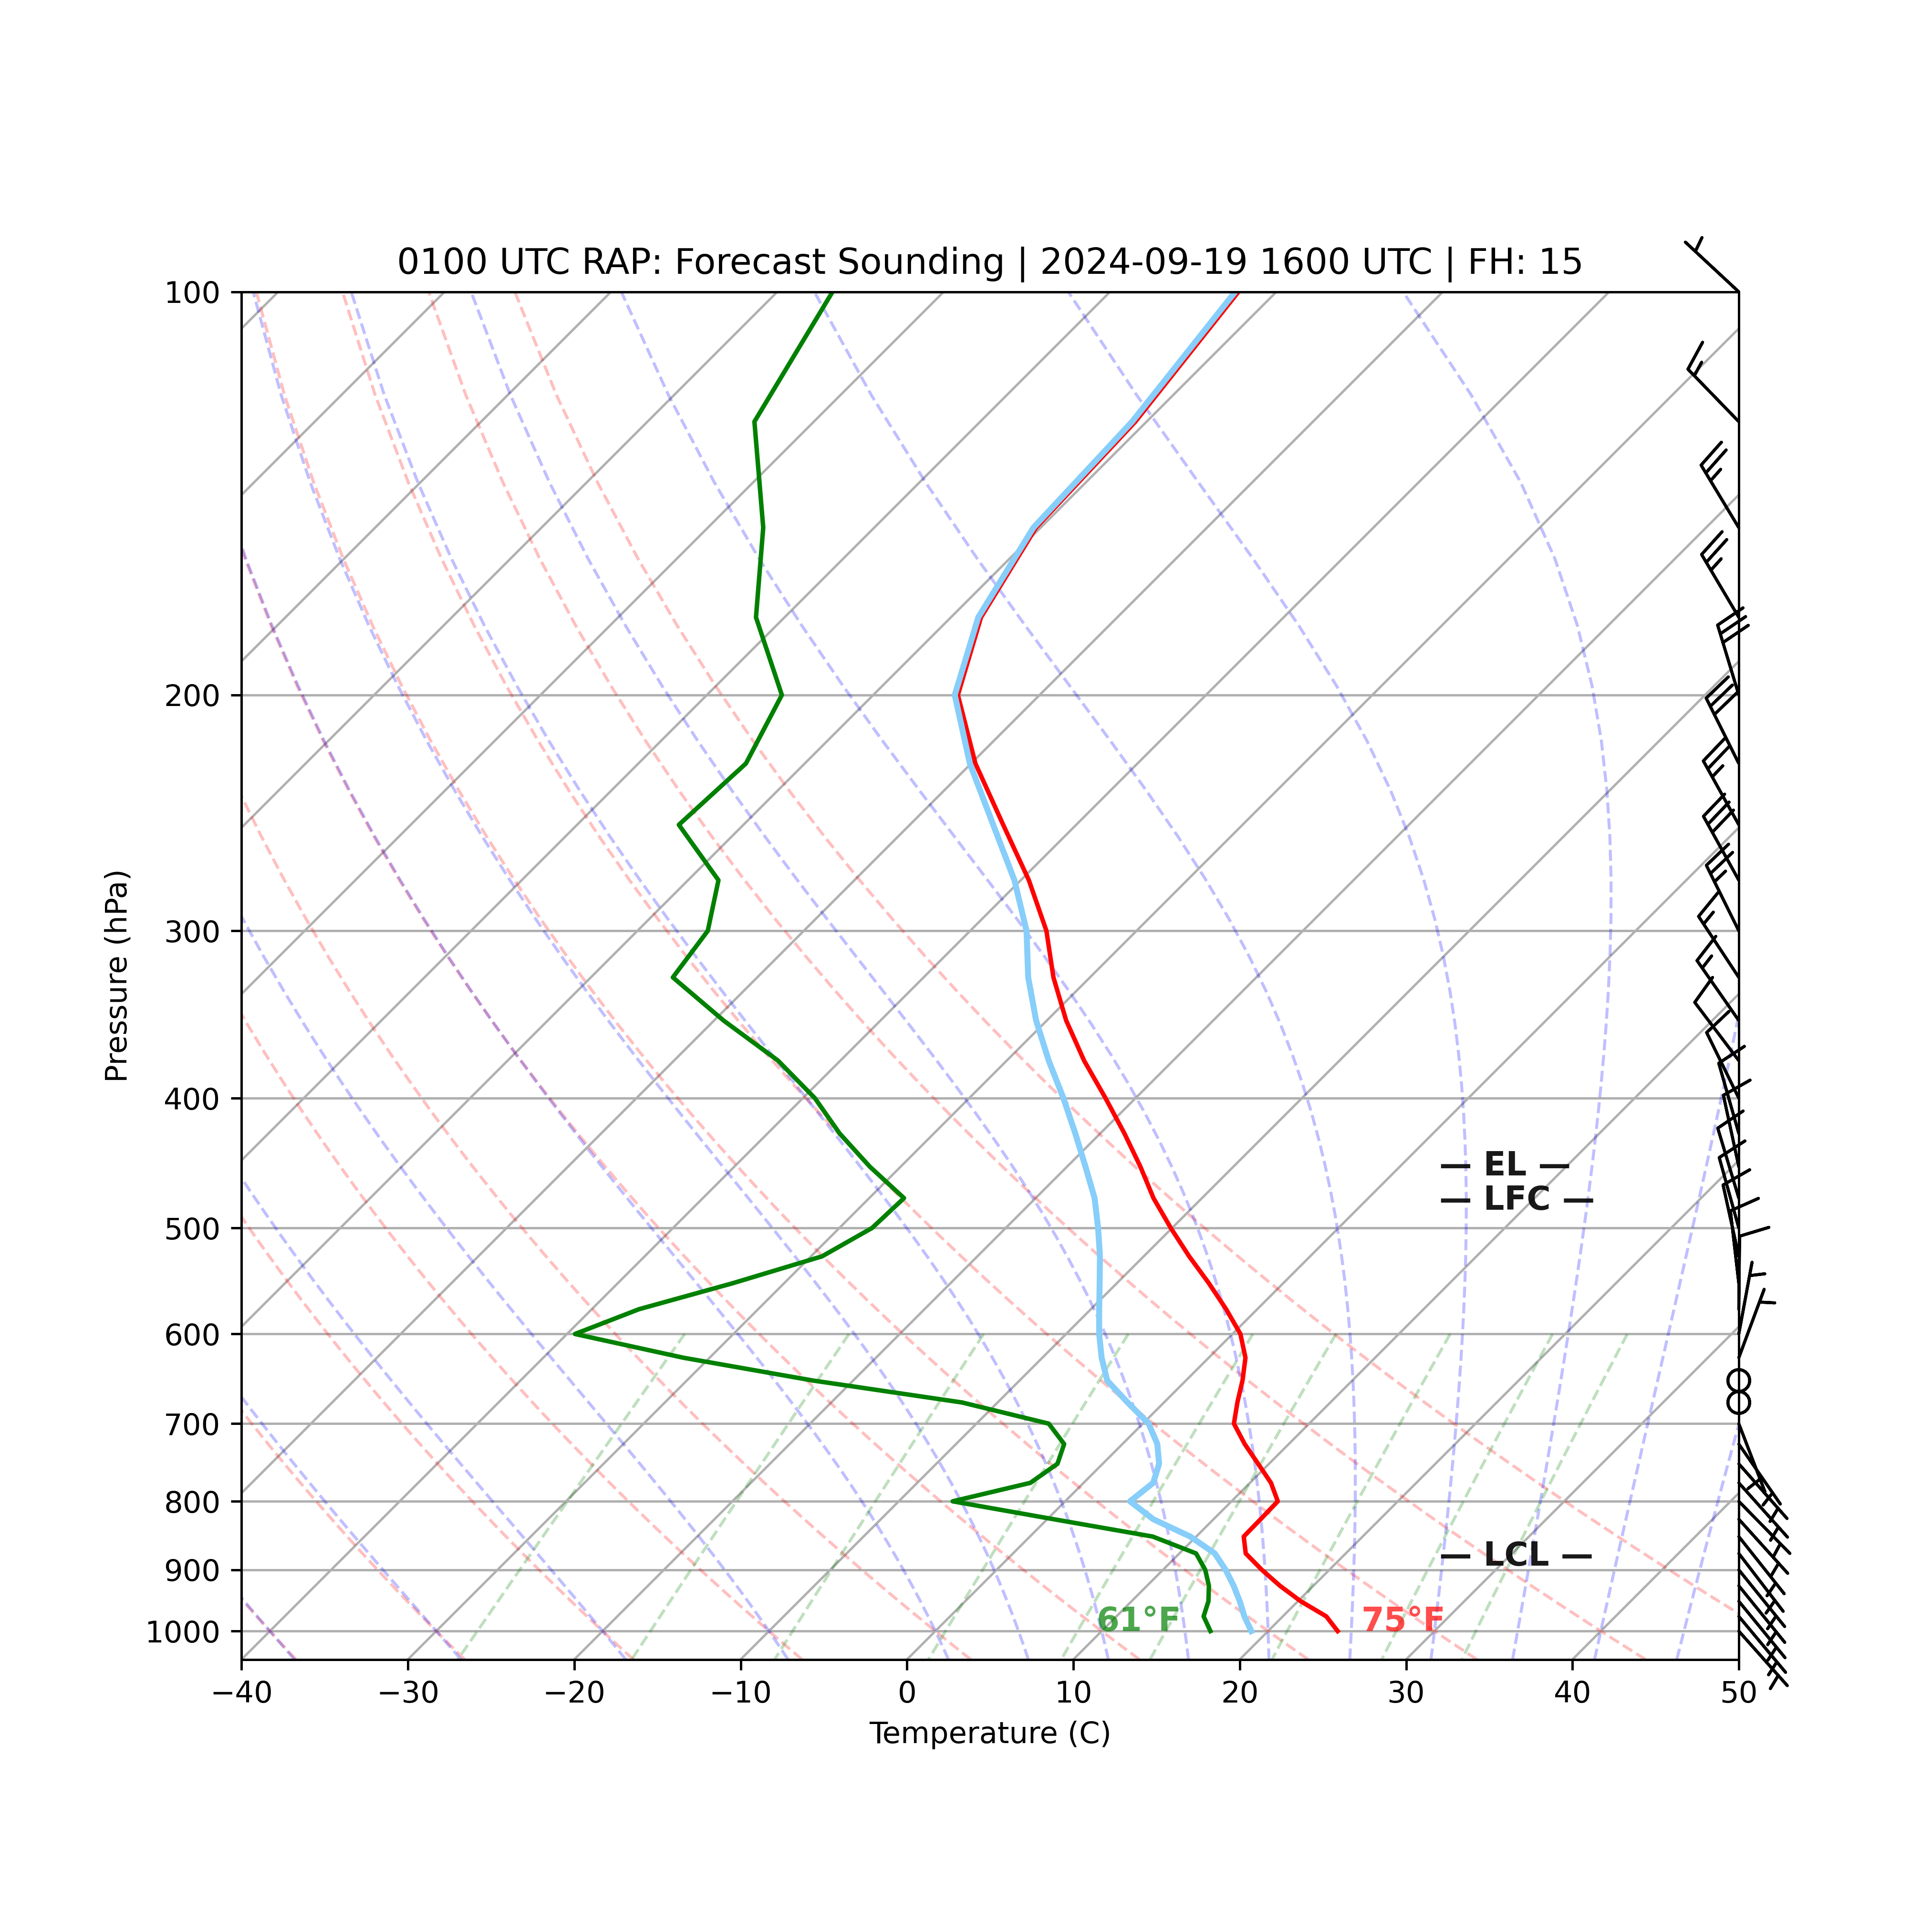 0100 UTC RAP: Forecast Sounding | 2024-09-19 1600 UTC | FH: 15
100
200
300
400
500
600
700
800
900
1000
Pressure (hPa)
— EL —
— LFC —
— LCL —
61°F
75°F
−40 −30 −20 −10 0 10 20 30 40 50
Temperature (C)